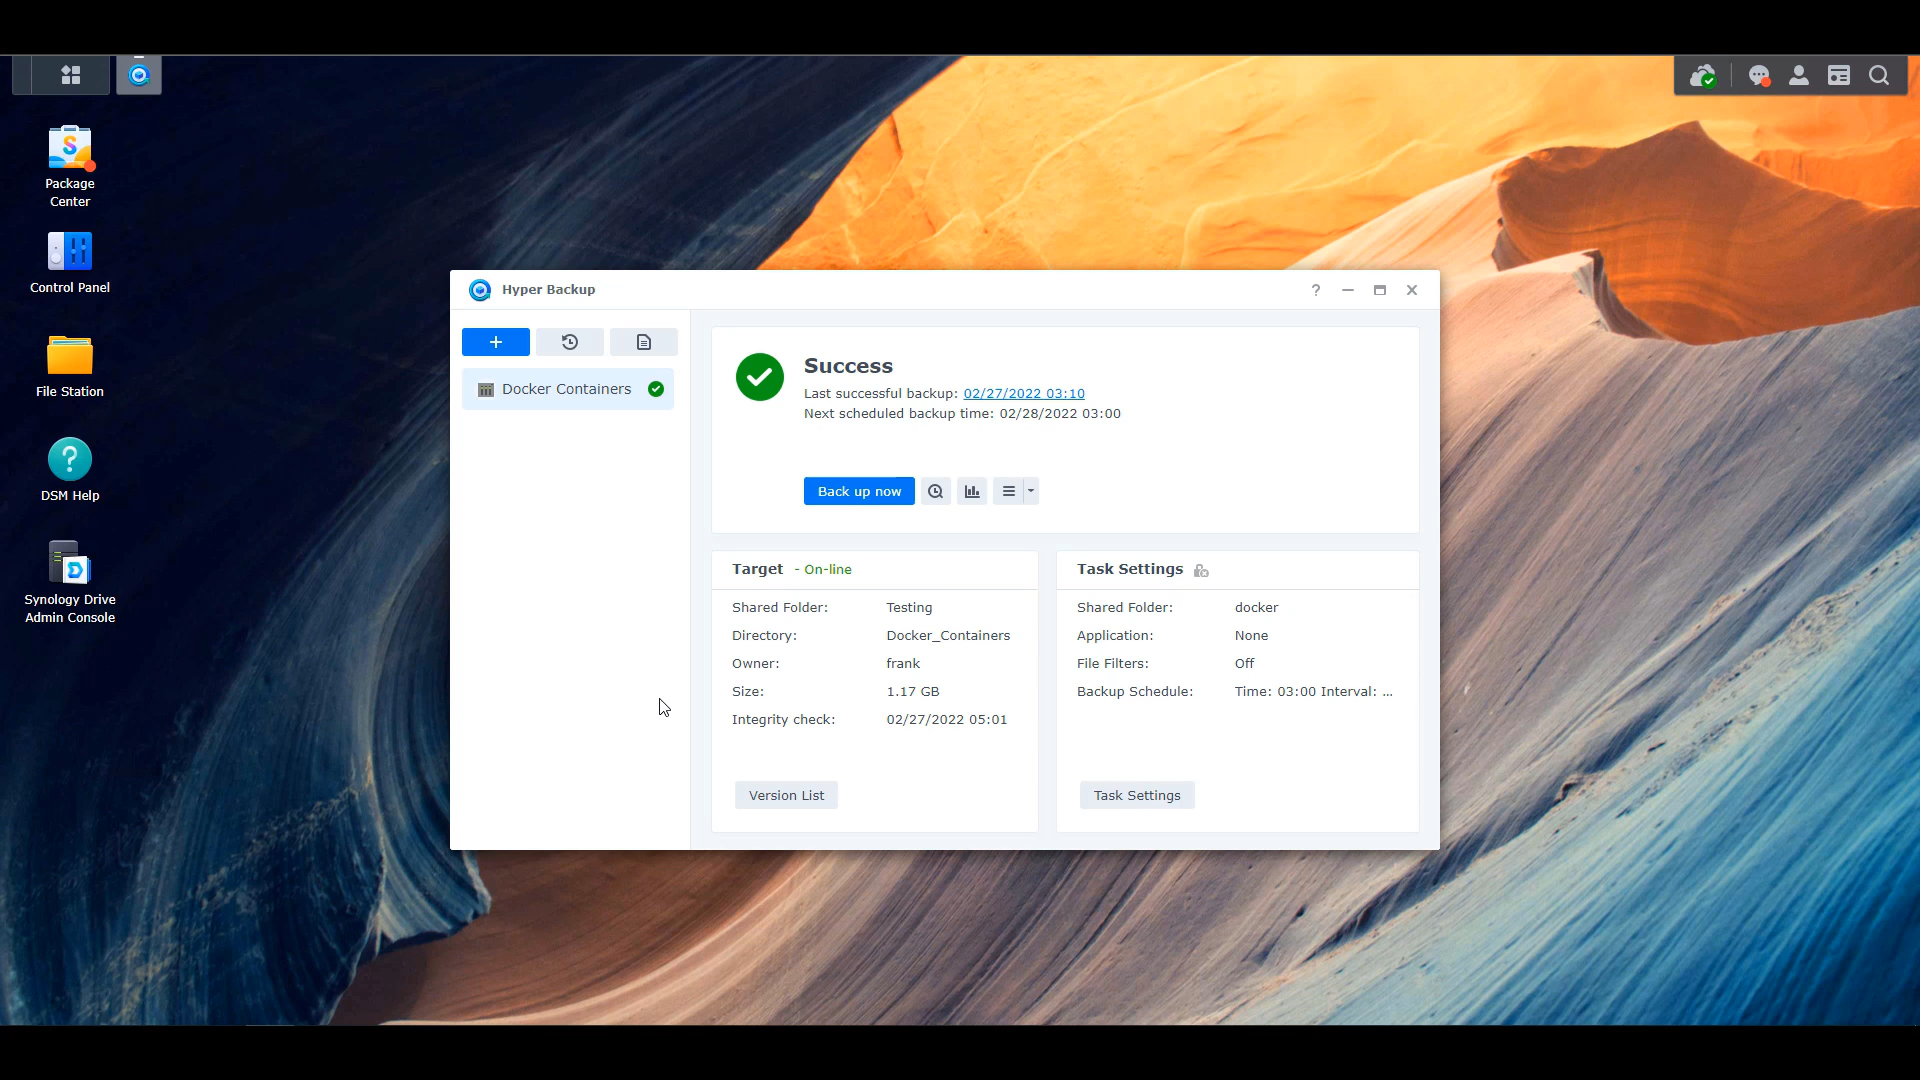 Package
Center
Control Panel
File Station
DSM Help
Synology Drive
Admin Console
Hyper Backup
Docker Containers
Success
Last successful backup: 02/27/2022 03:10
Next scheduled backup time: 02/28/2022 03:00
Back up now
Target - On-line
Shared Folder: Testing
Directory: Docker_Containers
Owner: frank
Size: 1.17 GB
Integrity check: 02/27/2022 05:01
Version List
Task Settings
Shared Folder: docker
Application: None
File Filters: Off
Backup Schedule: Time: 03:00 Interval: ...
Task Settings